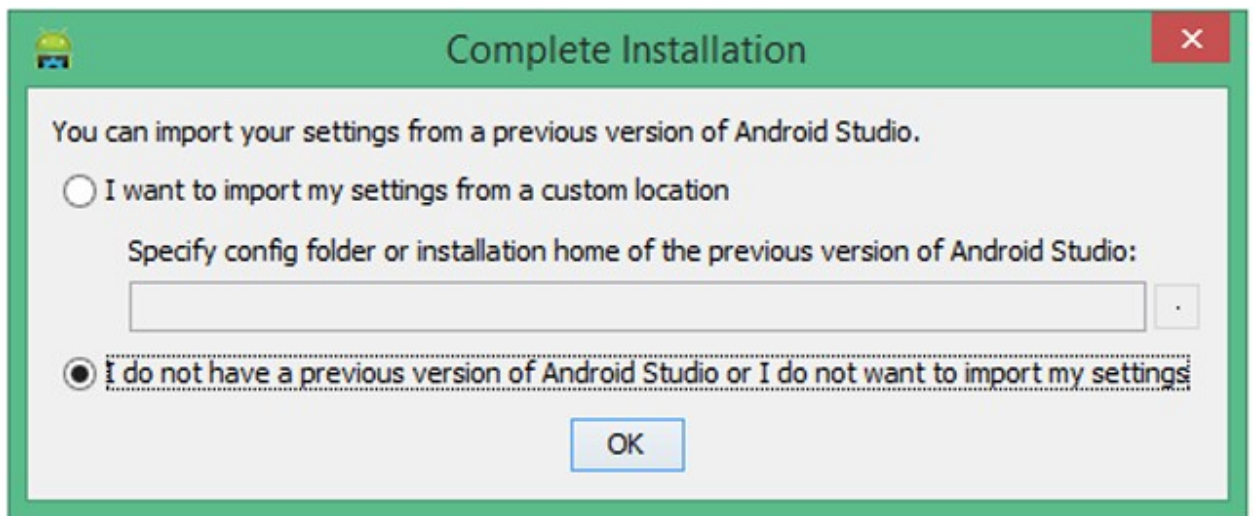 Complete Installation
You can import your settings from a previous version of Android Studio.
I want to import my settings from a custom location
Specify config folder or installation home of the previous version of Android Studio:
.
I do not have a previous version of Android Studio or I do not want to import my settings
OK